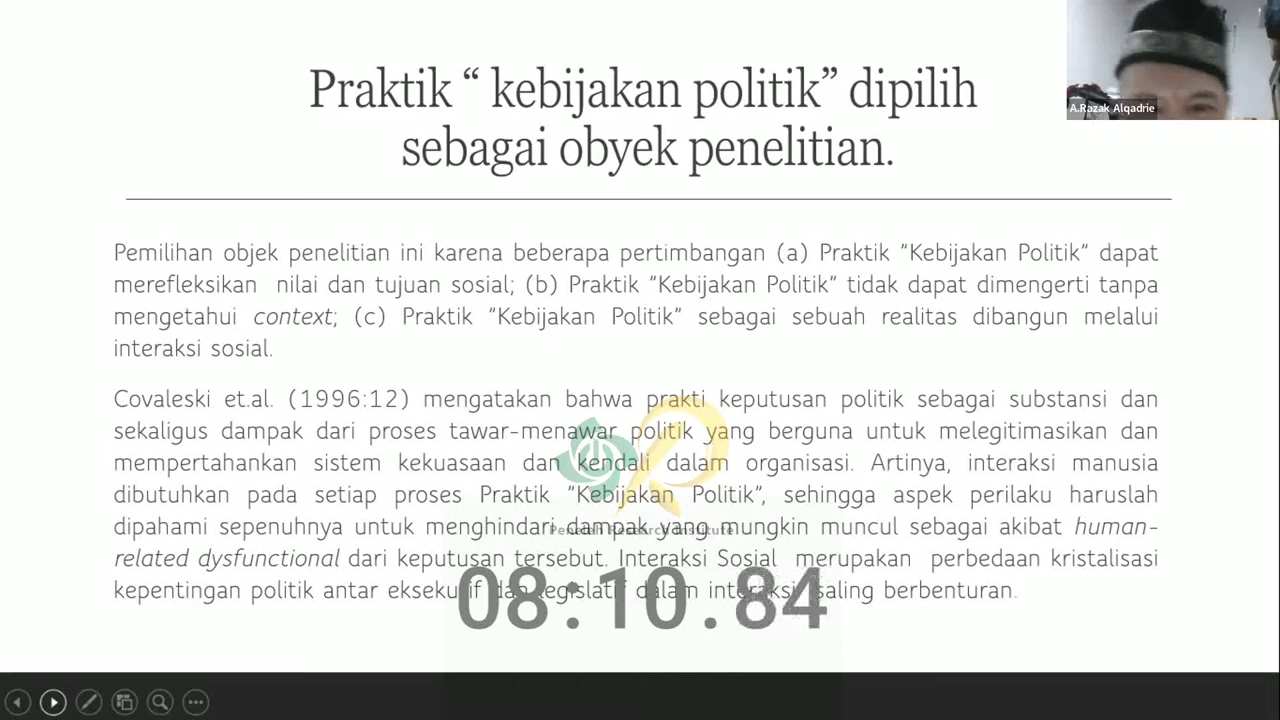 Praktik “ kebijakan politik” dipilih
sebagai obyek penelitian.
A.Razak Alqadrie
Pemilihan objek penelitian ini karena beberapa pertimbangan (a) Praktik "Kebijakan Politik" dapat
merefleksikan nilai dan tujuan sosial; (b) Praktik "Kebijakan Politik" tidak dapat dimengerti tanpa
mengetahui context; (c) Praktik "Kebijakan Politik" sebagai sebuah realitas dibangun melalui
interaksi sosial.
Covaleski et.al. (1996:12) mengatakan bahwa prakti keputusan politik sebagai substansi dan
sekaligus dampak dari proses tawar-menawar politik yang berguna untuk melegitimasikan dan
mempertahankan sistem kekuasaan dan kendali dalam organisasi. Artinya, interaksi manusia
dibutuhkan pada setiap proses Praktik "Kebijakan Politik", sehingga aspek perilaku haruslah
dipahami sepenuhnya untuk menghindari dampak yang mungkin muncul sebagai akibat human-
related dysfunctional dari keputusan tersebut. Interaksi Sosial merupakan perbedaan kristalisasi
kepentingan politik antar eksekutif dan legislatif dalam interaksi saling berbenturan.
Peneleh Research Institute
08:10.84